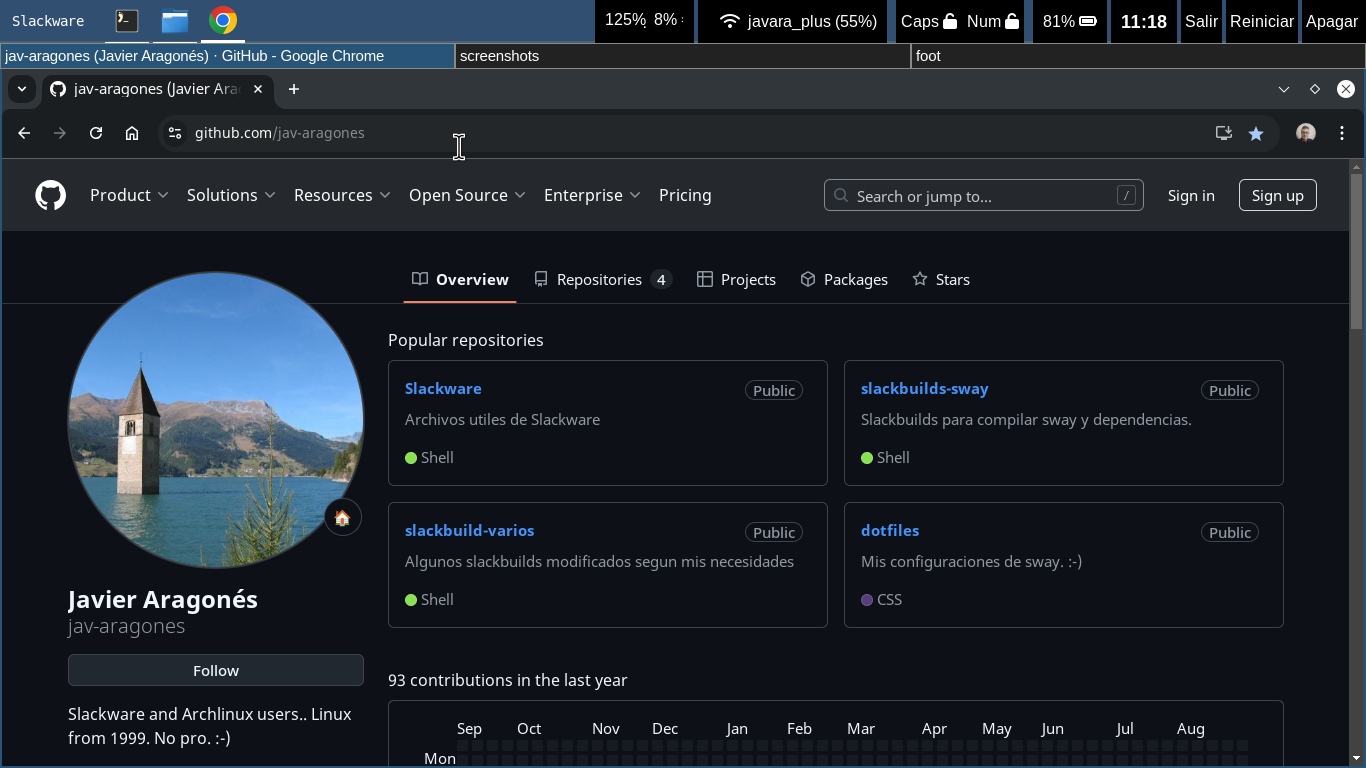 Slackware
125% 8% javara_plus (55%) Caps Num 81% 11:18 Salir Reiniciar Apagar
jav-aragones (Javier Aragonés) · GitHub - Google Chrome
screenshots
foot
jav-aragones (Javier Ara
github.com/jav-aragones
Product Solutions Resources Open Source Enterprise Pricing
Search or jump to... /
Sign in
Sign up
Overview Repositories 4 Projects Packages Stars
Popular repositories
Slackware Public
Archivos utiles de Slackware
Shell
slackbuilds-sway Public
Slackbuilds para compilar sway y dependencias.
Shell
slackbuild-varios Public
Algunos slackbuilds modificados segun mis necesidades
Shell
dotfiles Public
Mis configuraciones de sway. :-)
CSS
Javier Aragonés
jav-aragones
Follow
Slackware and Archlinux users.. Linux
from 1999. No pro. :-)
93 contributions in the last year
Sep Oct Nov Dec Jan Feb Mar Apr May Jun Jul Aug
Mon